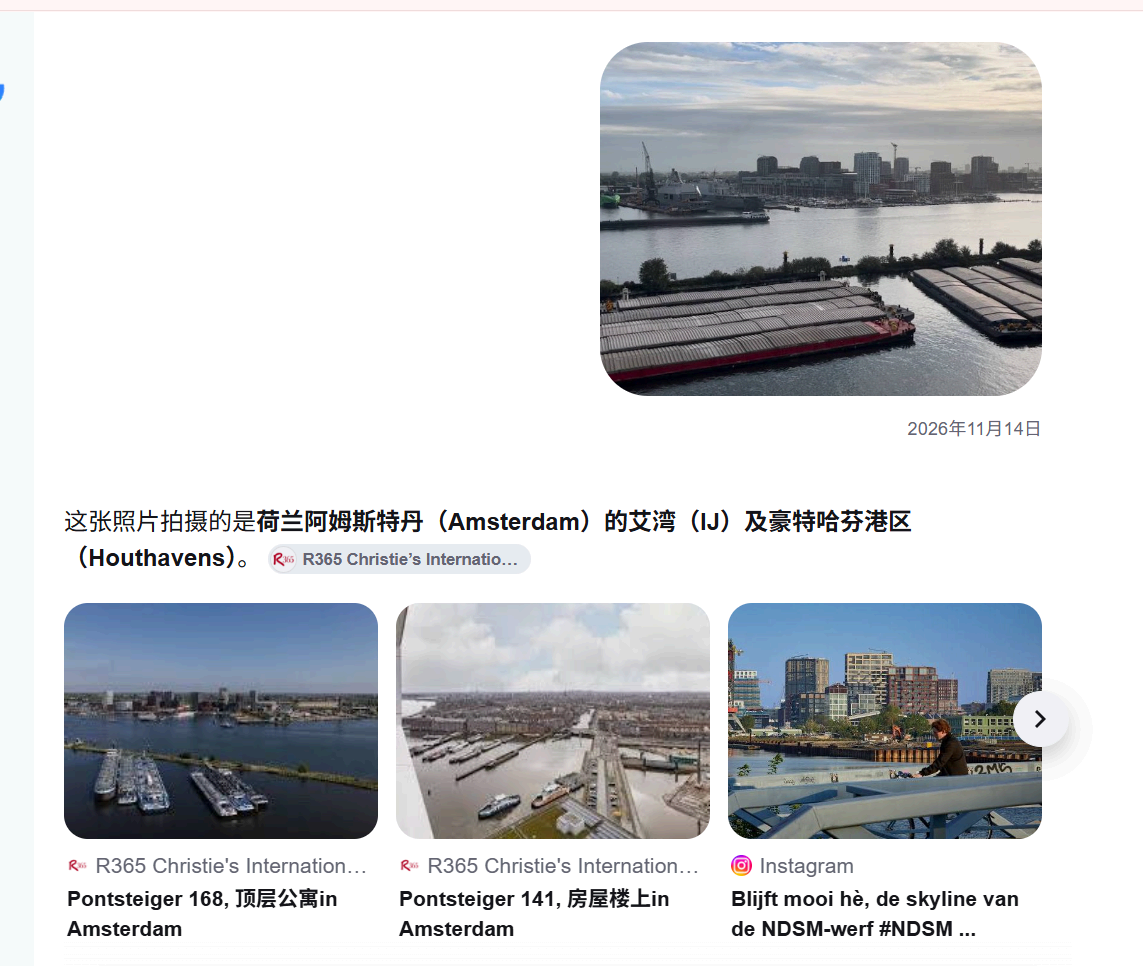 2026年11月14日
这张照片拍摄的是荷兰阿姆斯特丹（Amsterdam）的艾湾（IJ）及豪特哈芬港区
（Houthavens）。 R365 Christie’s Internatio…
R365 Christie's Internation…
Pontsteiger 168, 顶层公寓in
Amsterdam
R365 Christie's Internation…
Pontsteiger 141, 房屋楼上in
Amsterdam
Instagram
Blijft mooi hè, de skyline van
de NDSM-werf #NDSM ...